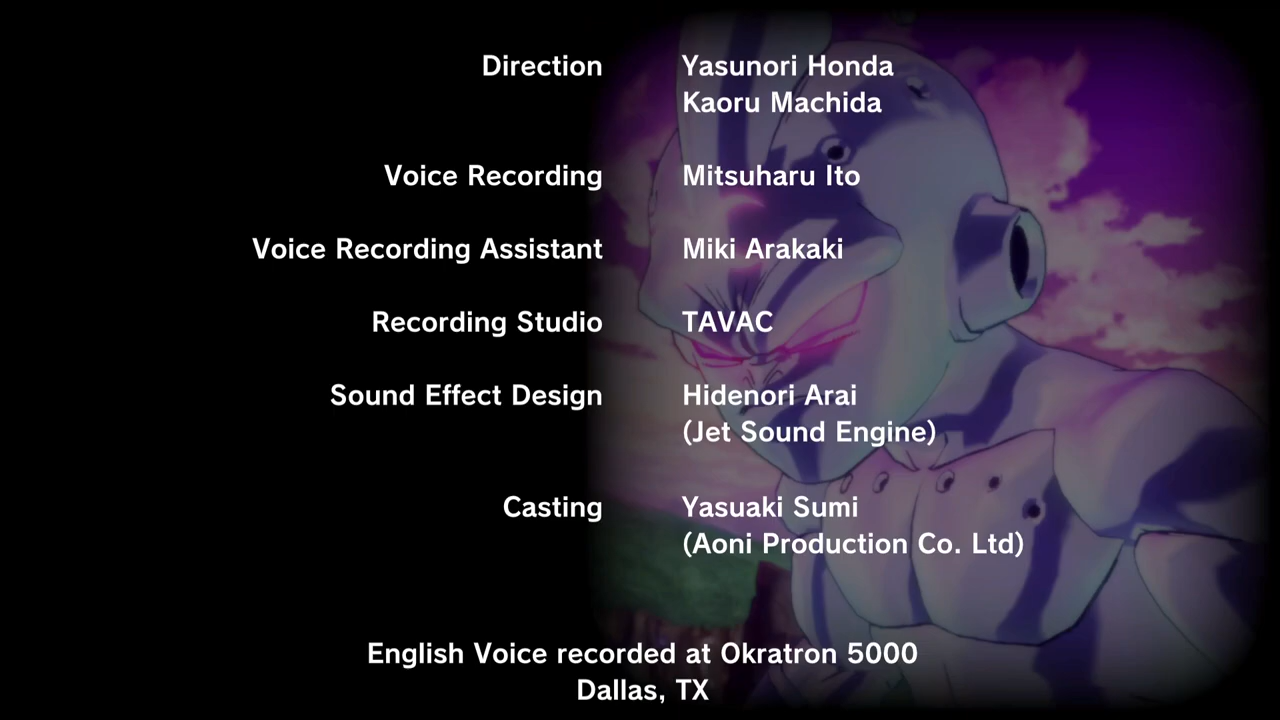 Direction Yasunori Honda
Kaoru Machida
Voice Recording Mitsuharu Ito
Voice Recording Assistant Miki Arakaki
Recording Studio TAVAC
Sound Effect Design Hidenori Arai
(Jet Sound Engine)
Casting Yasuaki Sumi
(Aoni Production Co. Ltd)
English Voice recorded at Okratron 5000
Dallas, TX